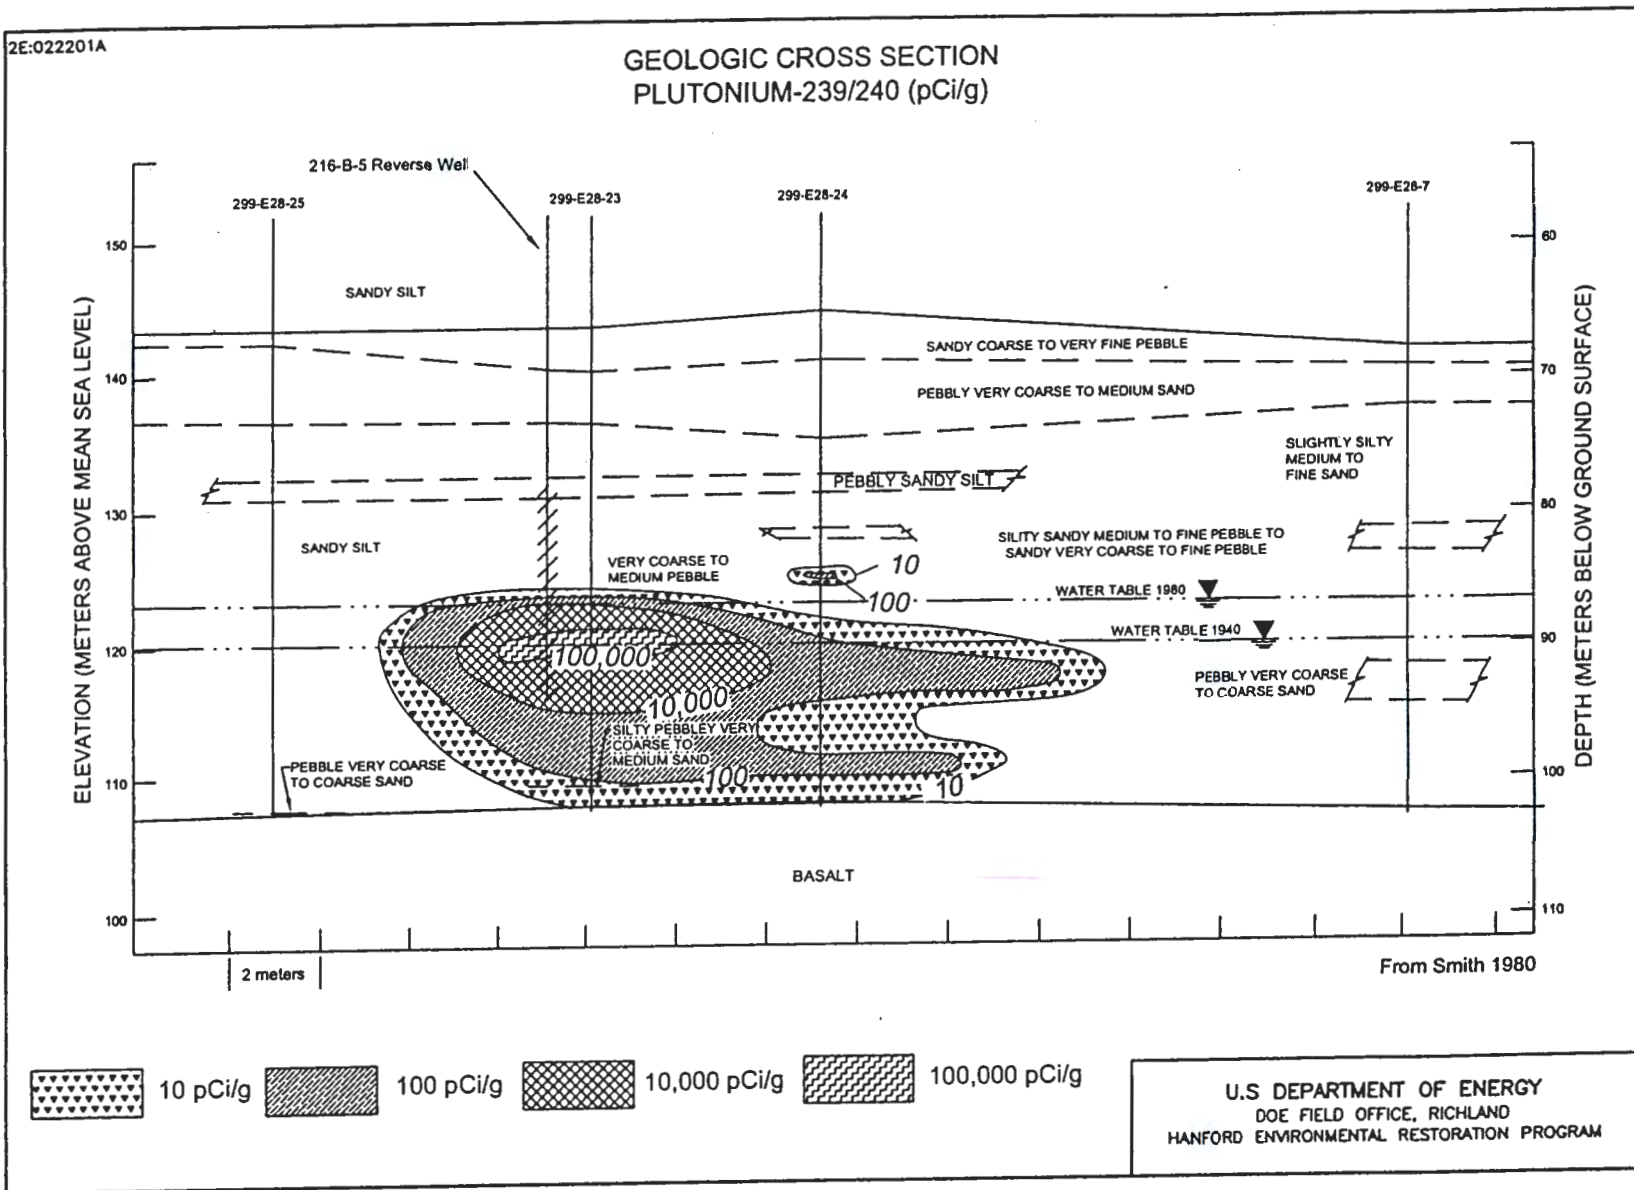 2E:022201A
GEOLOGIC CROSS SECTION
PLUTONIUM-239/240 (pCi/g)
216-B-5 Reverse Well
299-E28-25
299-E28-23
299-E28-24
299-E28-7
ELEVATION (METERS ABOVE MEAN SEA LEVEL)
150
140
130
120
110
100
DEPTH (METERS BELOW GROUND SURFACE)
60
70
80
90
100
110
SANDY SILT
SANDY COARSE TO VERY FINE PEBBLE
PEBBLY VERY COARSE TO MEDIUM SAND
SLIGHTLY SILTY
MEDIUM TO
FINE SAND
PEBBLY SANDY SILT
SANDY SILT
VERY COARSE TO
MEDIUM PEBBLE
SILITY SANDY MEDIUM TO FINE PEBBLE TO
SANDY VERY COARSE TO FINE PEBBLE
10
100
WATER TABLE 1980
WATER TABLE 1940
100,000
10,000
PEBBLY VERY COARSE
TO COARSE SAND
SILTY PEBBLEY VERY
COARSE TO
MEDIUM SAND
100
10
PEBBLE VERY COARSE
TO COARSE SAND
BASALT
2 meters
From Smith 1980
10 pCi/g
100 pCi/g
10,000 pCi/g
100,000 pCi/g
U.S DEPARTMENT OF ENERGY
DOE FIELD OFFICE, RICHLAND
HANFORD ENVIRONMENTAL RESTORATION PROGRAM